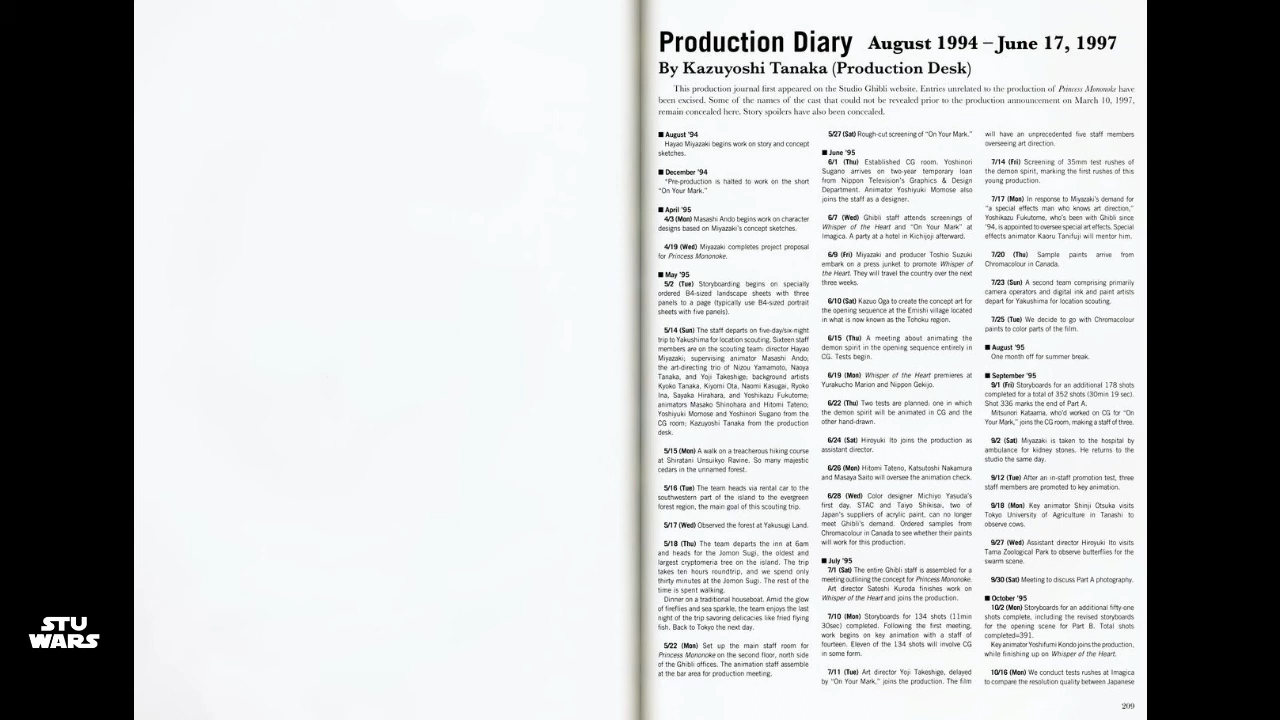 Production Diary August 1994 – June 17, 1997
By Kazuyoshi Tanaka (Production Desk)
This production journal first appeared on the Studio Ghibli website. Entries unrelated to the production of Princess Mononoke have
been excised. Some of the names of the cast that could not be revealed prior to the production announcement on March 10, 1997,
remain concealed here. Story spoilers have also been concealed.
■ August '94
Hayao Miyazaki begins work on story and concept
sketches.
■ December '94
"Pre-production is halted to work on the short
"On Your Mark."
■ April '95
4/3 (Mon) Masashi Ando begins work on character
designs based on Miyazaki's concept sketches.
4/19 (Wed) Miyazaki completes project proposal
for Princess Mononoke.
■ May '95
5/2 (Tue) Storyboarding begins on specially
ordered B4-sized landscape sheets with three
panels to a page (typically use B4-sized portrait
sheets with five panels).
5/14 (Sun) The staff departs on five-day/six-night
trip to Yakushima for location scouting. Sixteen staff
members are on the scouting team: director Hayao
Miyazaki; supervising animator Masashi Ando;
the art-directing trio of Nizou Yamamoto, Naoya
Tanaka, and Yoji Takeshige; background artists
Kyoko Tanaka, Kiyomi Ota, Naomi Kasugai, Ryoko
Ina, Sayaka Hirahara, and Yoshikazu Fukutome;
animators Masako Shinohara and Hitomi Tateno;
Yoshiyuki Momose and Yoshinori Sugano from the
CG room; Kazuyoshi Tanaka from the production
desk.
5/15 (Mon) A walk on a treacherous hiking course
at Shiratani Unsuikyo Ravine. So many majestic
cedars in the unnamed forest.
5/16 (Tue) The team heads via rental car to the
southwestern part of the island to the evergreen
forest region, the main goal of this scouting trip.
5/17 (Wed) Observed the forest at Yakusugi Land.
5/18 (Thu) The team departs the inn at 6am
and heads for the Jomon Sugi, the oldest and
largest cryptomeria tree on the island. The trip
takes ten hours roundtrip, and we spend only
thirty minutes at the Jomon Sugi. The rest of the
time is spent walking.
Dinner on a traditional houseboat. Amid the glow
of fireflies and sea sparkle, the team enjoys the last
night of the trip savoring delicacies like fried flying
fish. Back to Tokyo the next day.
5/22 (Mon) Set up the main staff room for
Princess Mononoke on the second floor, north side
of the Ghibli offices. The animation staff assemble
at the bar area for production meeting.
5/27 (Sat) Rough-cut screening of "On Your Mark."
■ June '95
6/1 (Thu) Established CG room. Yoshinori
Sugano arrives on two-year temporary loan
from Nippon Television's Graphics & Design
Department. Animator Yoshiyuki Momose also
joins the staff as a designer.
6/7 (Wed) Ghibli staff attends screenings of
Whisper of the Heart and "On Your Mark" at
Imagica. A party at a hotel in Kichijoji afterward.
6/9 (Fri) Miyazaki and producer Toshio Suzuki
embark on a press junket to promote Whisper of
the Heart. They will travel the country over the next
three weeks.
6/10 (Sat) Kazuo Oga to create the concept art for
the opening sequence at the Emishi village located
in what is now known as the Tohoku region.
6/15 (Thu) A meeting about animating the
demon spirit in the opening sequence entirely in
CG. Tests begin.
6/19 (Mon) Whisper of the Heart premieres at
Yurakucho Marion and Nippon Gekijo.
6/22 (Thu) Two tests are planned, one in which
the demon spirit will be animated in CG and the
other hand-drawn.
6/24 (Sat) Hiroyuki Ito joins the production as
assistant director.
6/26 (Mon) Hitomi Tateno, Katsutoshi Nakamura
and Masaya Saito will oversee the animation check.
6/28 (Wed) Color designer Michiyo Yasuda's
first day. STAC and Taiyo Shikisai, two of
Japan's suppliers of acrylic paint, can no longer
meet Ghibli's demand. Ordered samples from
Chromacolour in Canada to see whether their paints
will work for this production.
■ July '95
7/1 (Sat) The entire Ghibli staff is assembled for a
meeting outlining the concept for Princess Mononoke.
Art director Satoshi Kuroda finishes work on
Whisper of the Heart and joins the production.
7/10 (Mon) Storyboards for 134 shots (11min
30sec) completed. Following the first meeting,
work begins on key animation with a staff of
fourteen. Eleven of the 134 shots will involve CG
in some form.
7/11 (Tue) Art director Yoji Takeshige, delayed
by "On Your Mark," joins the production. The film
will have an unprecedented five staff members
overseeing art direction.
7/14 (Fri) Screening of 35mm test rushes of
the demon spirit, marking the first rushes of this
young production.
7/17 (Mon) In response to Miyazaki's demand for
"a special effects man who knows art direction,"
Yoshikazu Fukutome, who's been with Ghibli since
'94, is appointed to oversee special art effects. Special
effects animator Kaoru Tanifuji will mentor him.
7/20 (Thu) Sample paints arrive from
Chromacolour in Canada.
7/23 (Sun) A second team comprising primarily
camera operators and digital ink and paint artists
depart for Yakushima for location scouting.
7/25 (Tue) We decide to go with Chromacolour
paints to color parts of the film.
■ August '95
One month off for summer break.
■ September '95
9/1 (Fri) Storyboards for an additional 178 shots
completed for a total of 352 shots (30min 19 sec).
Shot 336 marks the end of Part A.
Mitsunori Kataama, who'd worked on CG for "On
Your Mark," joins the CG room, making a staff of three.
9/2 (Sat) Miyazaki is taken to the hospital by
ambulance for kidney stones. He returns to the
studio the same day.
9/12 (Tue) After an in-staff promotion test, three
staff members are promoted to key animation.
9/18 (Mon) Key animator Shinji Otsuka visits
Tokyo University of Agriculture in Tanashi to
observe cows.
9/27 (Wed) Assistant director Hiroyuki Ito visits
Tama Zoological Park to observe butterflies for the
swarm scene.
9/30 (Sat) Meeting to discuss Part A photography.
■ October '95
10/2 (Mon) Storyboards for an additional fifty-one
shots complete, including the revised storyboards
for the opening scene for Part B. Total shots
completed=391.
Key animator Yoshifumi Kondo joins the production,
while finishing up on Whisper of the Heart.
10/16 (Mon) We conduct tests rushes at Imagica
to compare the resolution quality between Japanese
209
STU
WARS